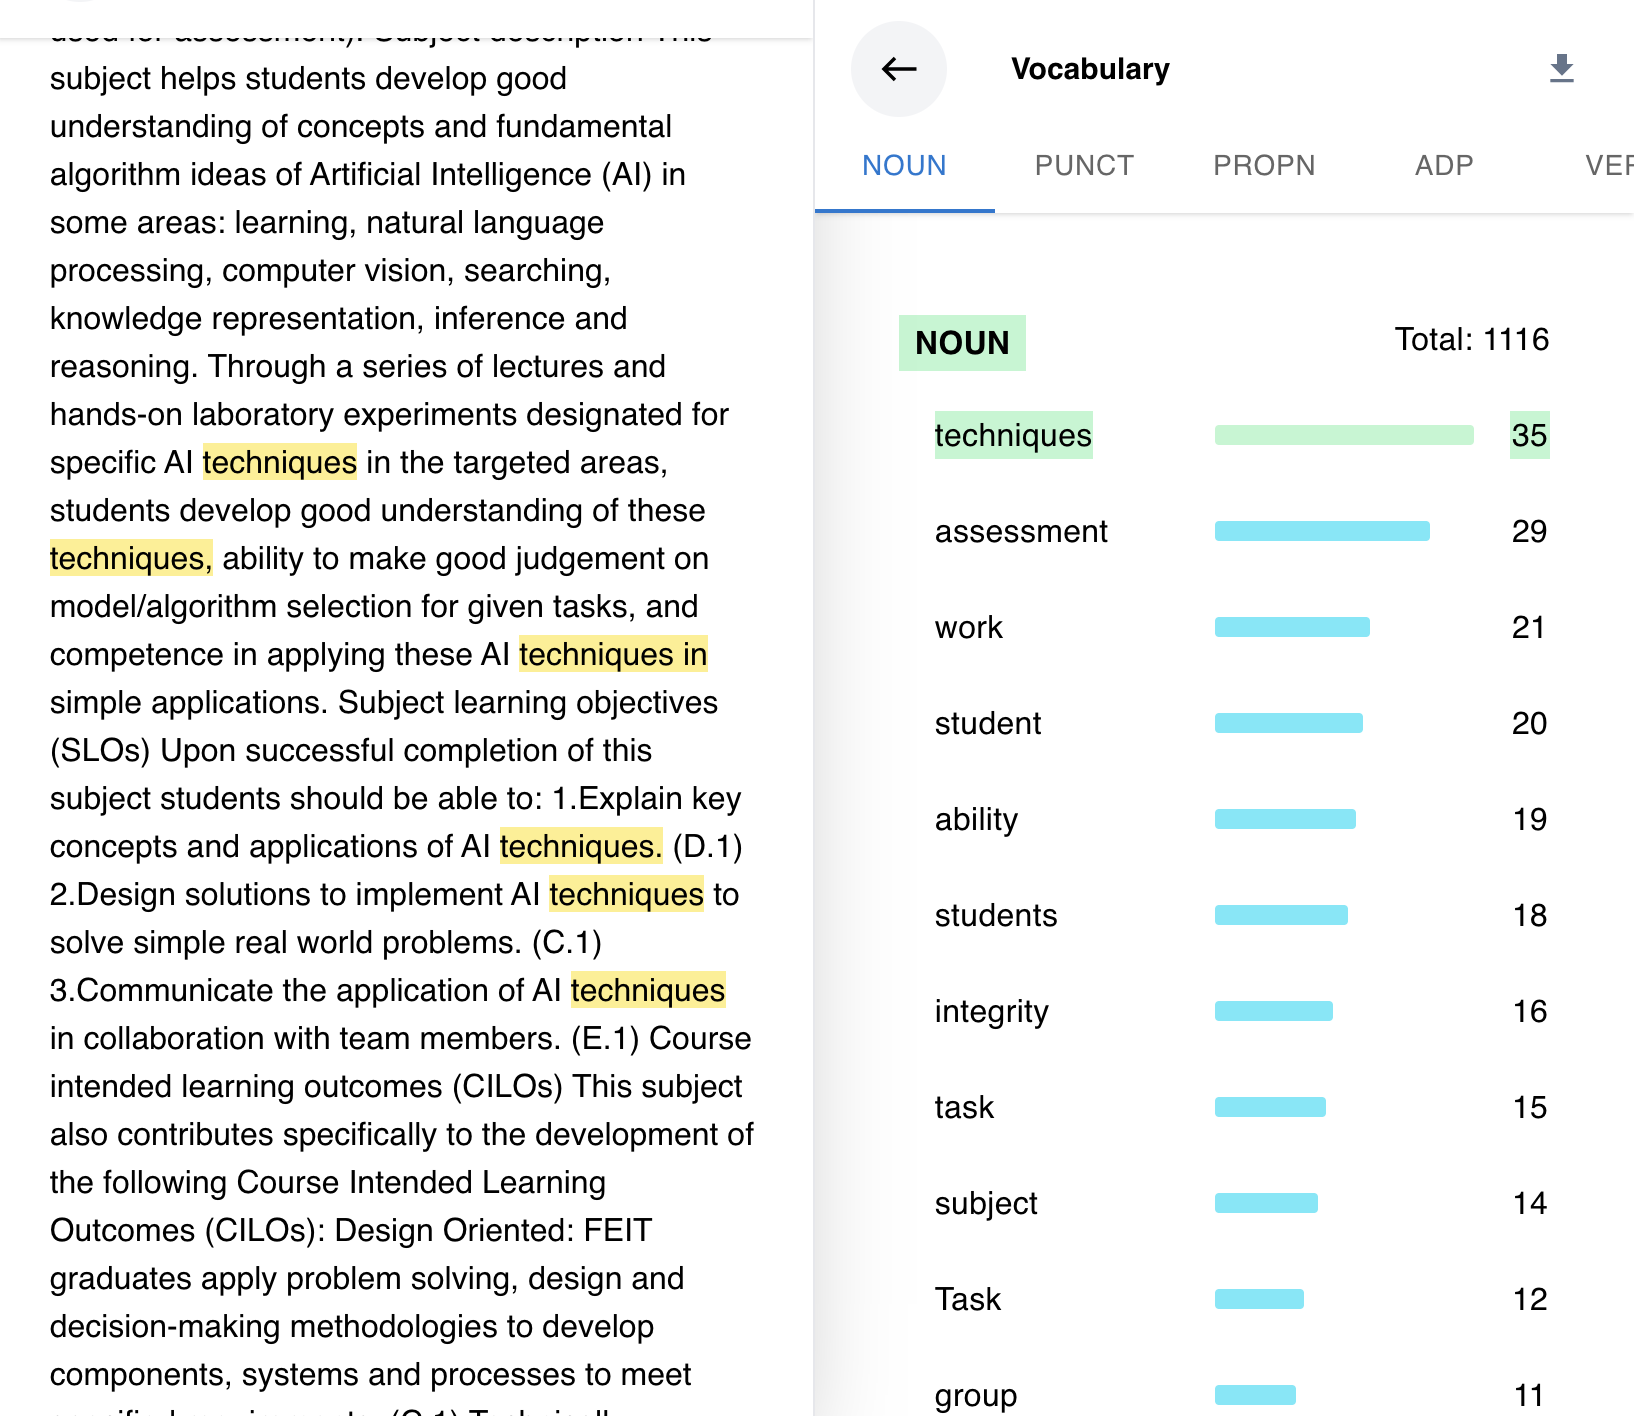 used for assessment). Subject description This
subject helps students develop good
understanding of concepts and fundamental
algorithm ideas of Artificial Intelligence (AI) in
some areas: learning, natural language
processing, computer vision, searching,
knowledge representation, inference and
reasoning. Through a series of lectures and
hands-on laboratory experiments designated for
specific AI techniques in the targeted areas,
students develop good understanding of these
techniques, ability to make good judgement on
model/algorithm selection for given tasks, and
competence in applying these AI techniques in
simple applications. Subject learning objectives
(SLOs) Upon successful completion of this
subject students should be able to: 1.Explain key
concepts and applications of AI techniques. (D.1)
2.Design solutions to implement AI techniques to
solve simple real world problems. (C.1)
3.Communicate the application of AI techniques
in collaboration with team members. (E.1) Course
intended learning outcomes (CILOs) This subject
also contributes specifically to the development of
the following Course Intended Learning
Outcomes (CILOs): Design Oriented: FEIT
graduates apply problem solving, design and
decision-making methodologies to develop
components, systems and processes to meet
Vocabulary
NOUN PUNCT PROPN ADP VER
NOUN Total: 1116
techniques 35
assessment 29
work 21
student 20
ability 19
students 18
integrity 16
task 15
subject 14
Task 12
group 11